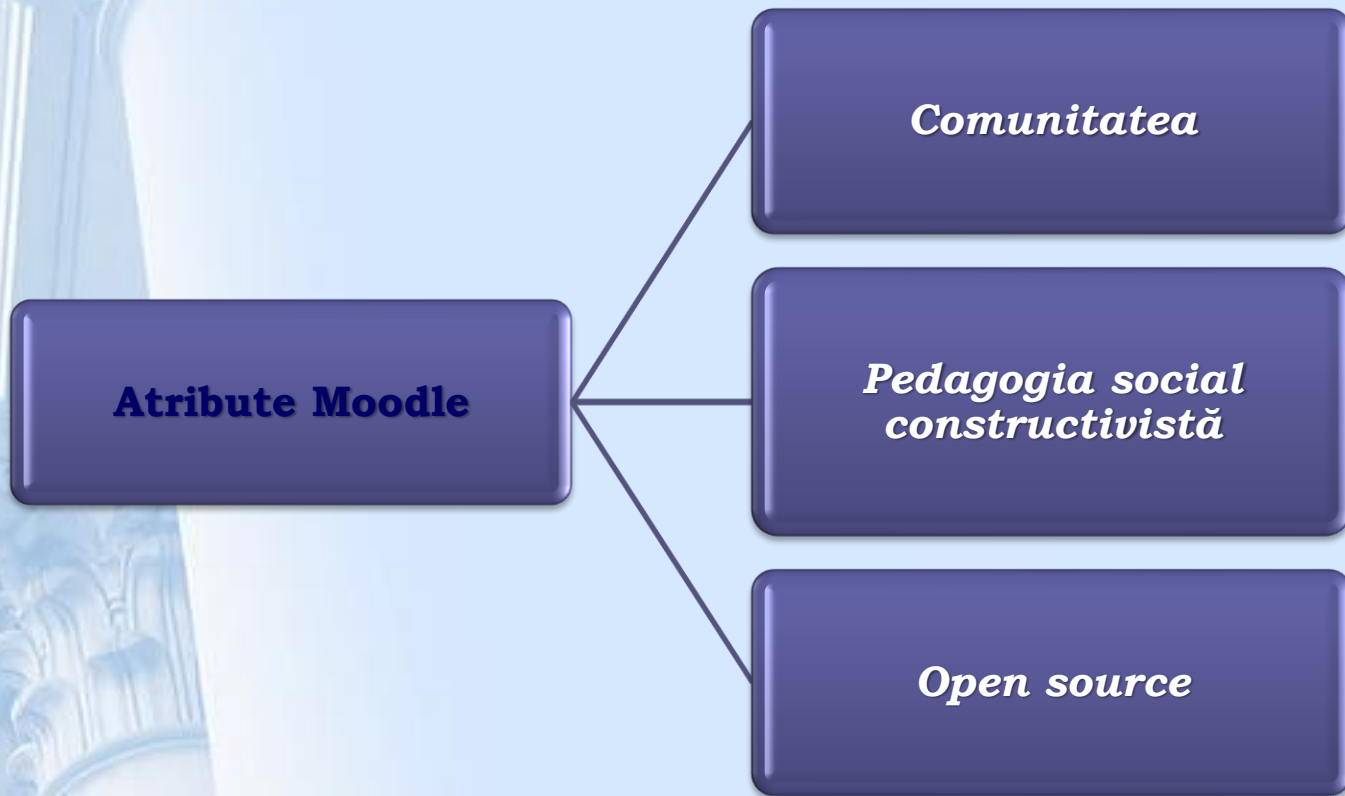 Atribute Moodle
Comunitatea
Pedagogia social
constructivistă
Open source